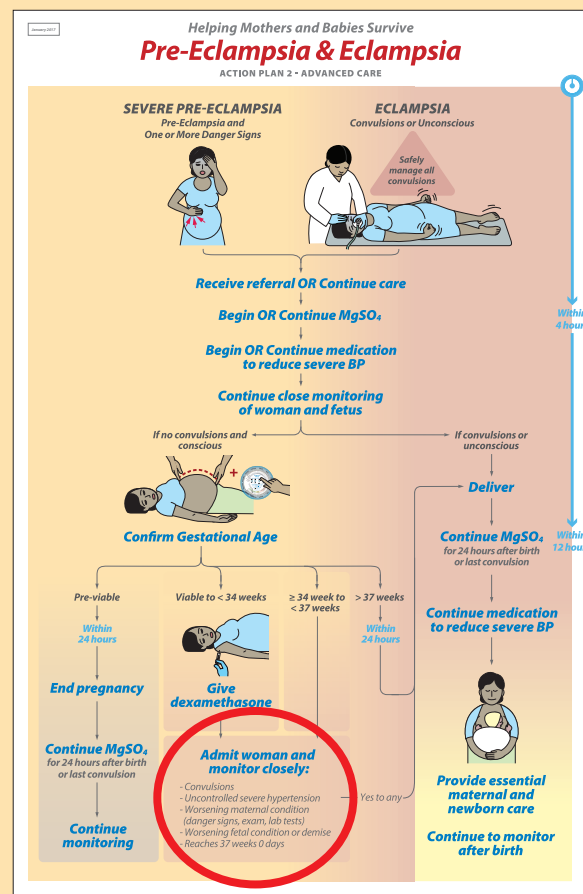 January 2017
Helping Mothers and Babies Survive
Pre-Eclampsia & Eclampsia
ACTION PLAN 2 - ADVANCED CARE
SEVERE PRE-ECLAMPSIA
Pre-Eclampsia and
One or More Danger Signs
ECLAMPSIA
Convulsions or Unconscious
Safely
manage all
convulsions
Receive referral OR Continue care
Begin OR Continue MgSO₄
Begin OR Continue medication
to reduce severe BP
Continue close monitoring
of woman and fetus
Within
4 hour
If no convulsions and
conscious
If convulsions or
unconscious
+
Confirm Gestational Age
Deliver
Continue MgSO₄
for 24 hours after birth
or last convulsion
Within
12 hour
Continue medication
to reduce severe BP
Pre-viable
Within
24 hours
End pregnancy
Continue MgSO₄
for 24 hours after birth
or last convulsion
Continue
monitoring
Viable to < 34 weeks
Give
dexamethasone
≥ 34 week to
< 37 weeks
> 37 weeks
Within
24 hours
Admit woman and
monitor closely:
- Convulsions
- Uncontrolled severe hypertension
- Worsening maternal condition
(danger signs, exam, lab tests)
- Worsening fetal condition or demise
- Reaches 37 weeks 0 days
Yes to any
Provide essential
maternal and
newborn care
Continue to monitor
after birth